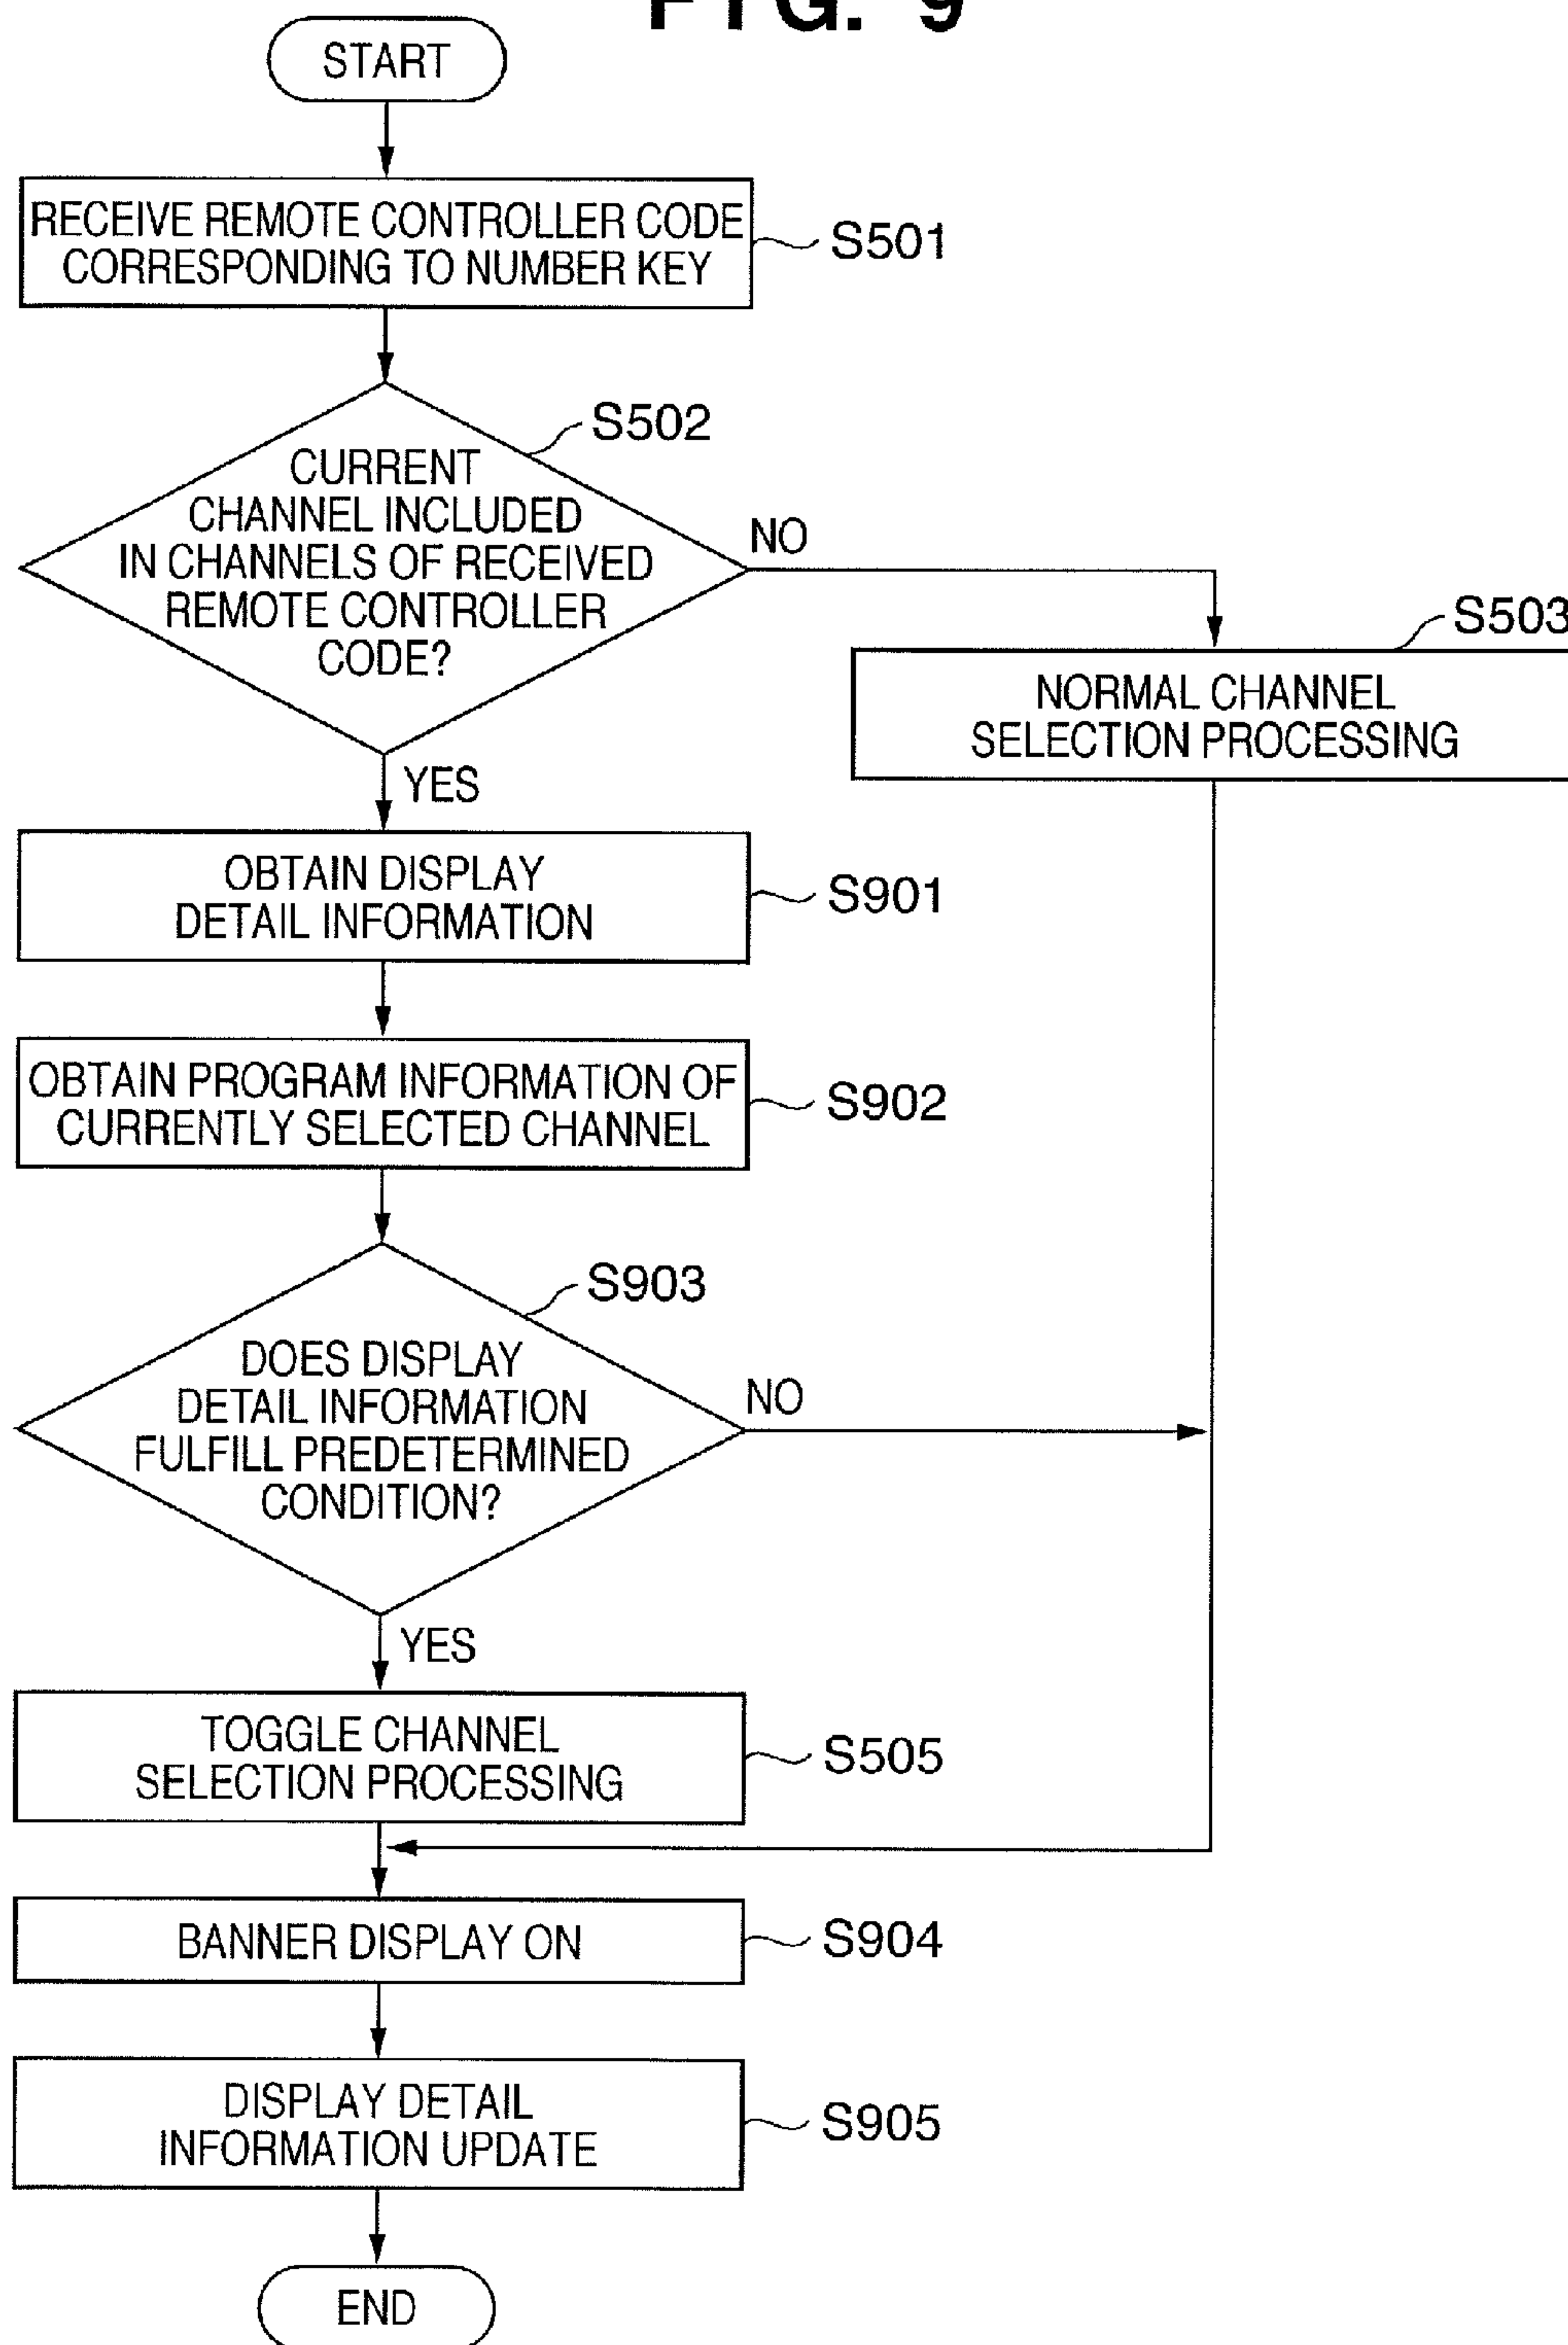 FIG. 9
START
RECEIVE REMOTE CONTROLLER CODE
CORRESPONDING TO NUMBER KEY
S501
S502
CURRENT
CHANNEL INCLUDED
IN CHANNELS OF RECEIVED
REMOTE CONTROLLER
CODE?
NO
S503
NORMAL CHANNEL
SELECTION PROCESSING
YES
OBTAIN DISPLAY
DETAIL INFORMATION
S901
OBTAIN PROGRAM INFORMATION OF
CURRENTLY SELECTED CHANNEL
S902
S903
DOES DISPLAY
DETAIL INFORMATION
FULFILL PREDETERMINED
CONDITION?
NO
YES
TOGGLE CHANNEL
SELECTION PROCESSING
S505
BANNER DISPLAY ON
S904
DISPLAY DETAIL
INFORMATION UPDATE
S905
END